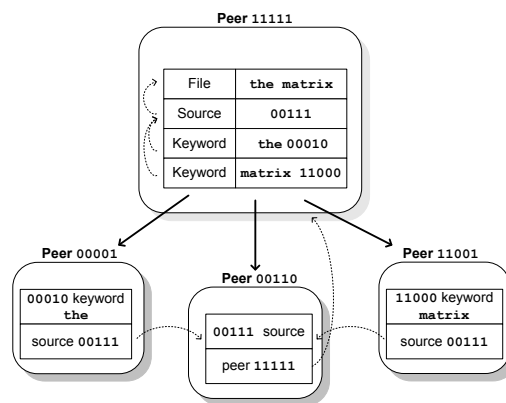 Peer 11111
File the matrix
Source 00111
Keyword the 00010
Keyword matrix 11000
Peer 00001
00010 keyword
the
source 00111
Peer 00110
00111 source
peer 11111
Peer 11001
11000 keyword
matrix
source 00111